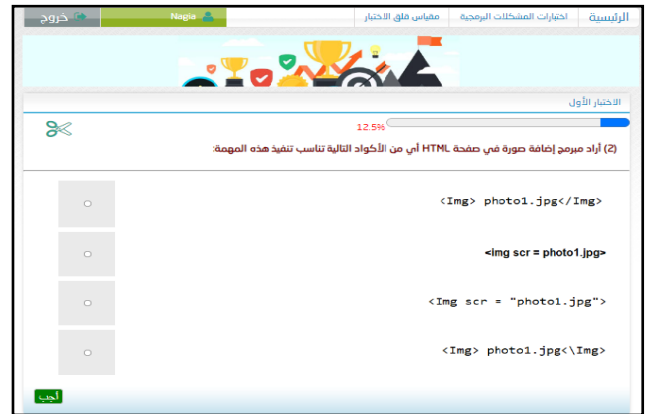 الرئيسية اختبارات المشكلات البرمجية مقياس قلق الاختبار Nagia خروج
الاختبار الأول
12.5%
(2) أراد مبرمج إضافة صورة في صفحة HTML أي من الأكواد التالية تناسب تنفيذ هذه المهمة:
<Img> photo1.jpg</Img>
<img scr = photo1.jpg>
<Img scr = "photo1.jpg">
<Img> photo1.jpg<\Img>
أجب